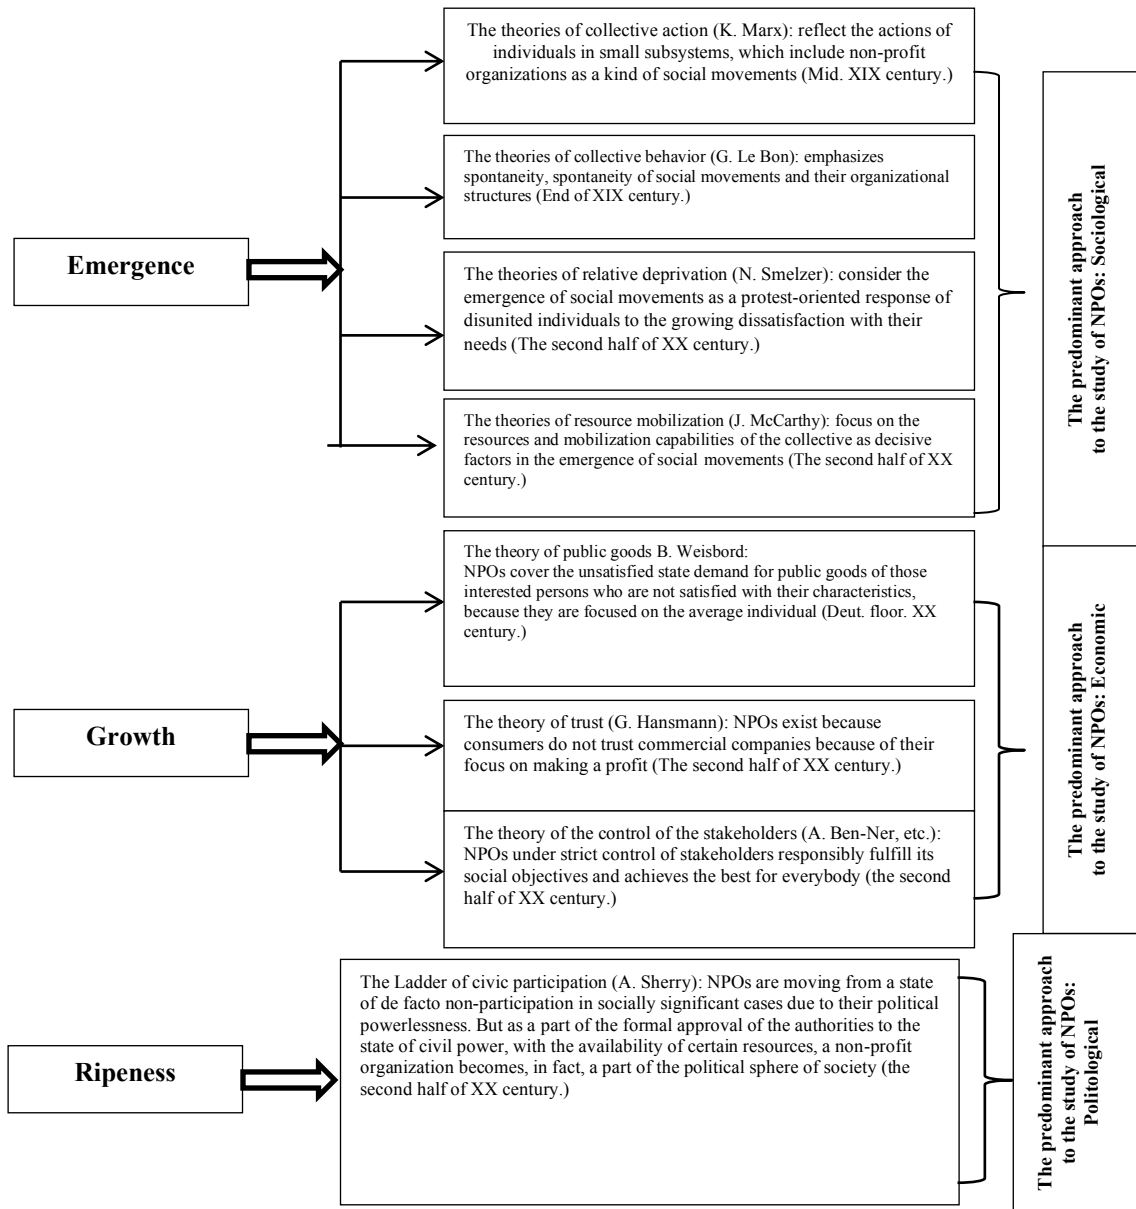 The theories of collective action (K. Marx): reflect the actions of
individuals in small subsystems, which include non-profit
organizations as a kind of social movements (Mid. XIX century.)
The theories of collective behavior (G. Le Bon): emphasizes
spontaneity, spontaneity of social movements and their organizational
structures (End of XIX century.)
Emergence
The theories of relative deprivation (N. Smelzer): consider the
emergence of social movements as a protest-oriented response of
disunited individuals to the growing dissatisfaction with their
needs (The second half of XX century.)
The theories of resource mobilization (J. McCarthy): focus on the
resources and mobilization capabilities of the collective as decisive
factors in the emergence of social movements (The second half of XX
century.)
The predominant approach
to the study of NPOs: Sociological
The theory of public goods B. Weisbord:
NPOs cover the unsatisfied state demand for public goods of those
interested persons who are not satisfied with their characteristics,
because they are focused on the average individual (Deut. floor. XX
century.)
Growth
The theory of trust (G. Hansmann): NPOs exist because
consumers do not trust commercial companies because of their
focus on making a profit (The second half of XX century.)
The theory of the control of the stakeholders (A. Ben-Ner, etc.):
NPOs under strict control of stakeholders responsibly fulfill its
social objectives and achieves the best for everybody (the second
half of XX century.)
The predominant approach
to the study of NPOs: Economic
Ripeness
The Ladder of civic participation (A. Sherry): NPOs are moving from a state
of de facto non-participation in socially significant cases due to their political
powerlessness. But as a part of the formal approval of the authorities to the
state of civil power, with the availability of certain resources, a non-profit
organization becomes, in fact, a part of the political sphere of society (the
second half of XX century.)
The predominant approach
to the study of NPOs:
Politological